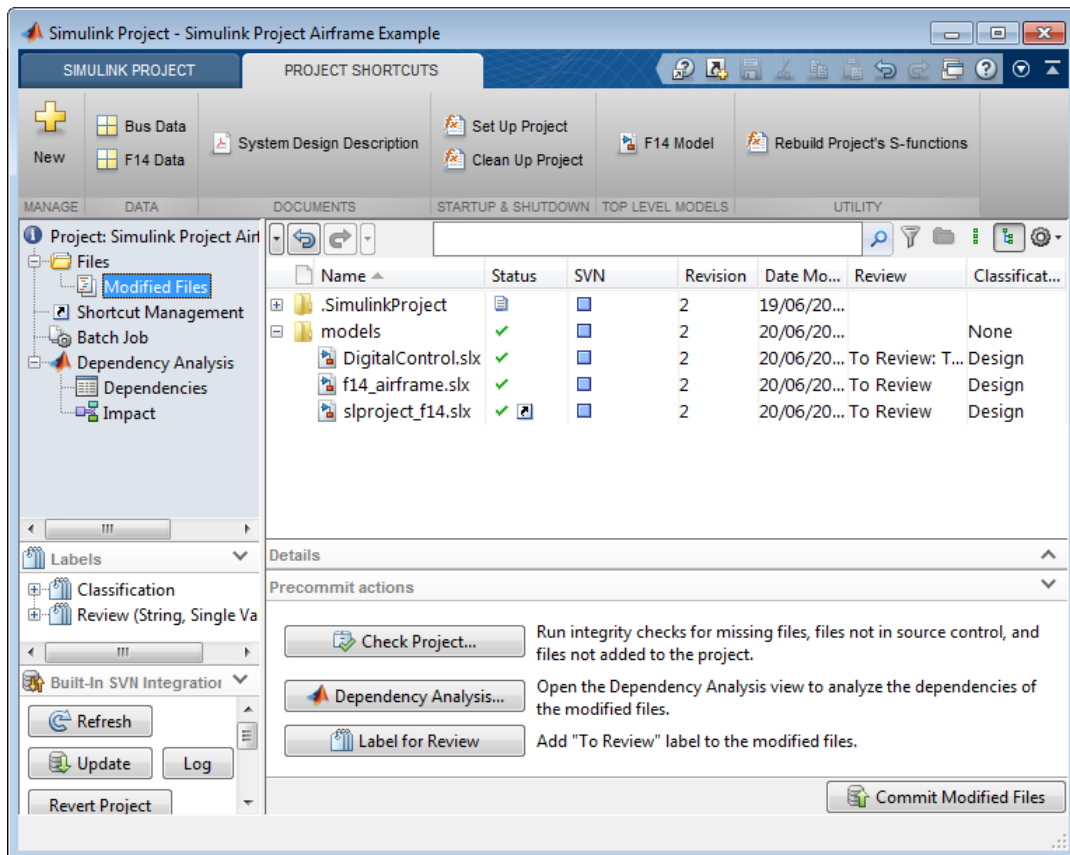 Simulink Project - Simulink Project Airframe Example
SIMULINK PROJECT
PROJECT SHORTCUTS
New
Bus Data
F14 Data
System Design Description
Set Up Project
Clean Up Project
F14 Model
Rebuild Project's S-functions
MANAGE
DATA
DOCUMENTS
STARTUP & SHUTDOWN
TOP LEVEL MODELS
UTILITY
Project: Simulink Project Airf
Files
Modified Files
Shortcut Management
Batch Job
Dependency Analysis
Dependencies
Impact
Name Status SVN Revision Date Mo... Review Classificat...
.SimulinkProject 2 19/06/20...
models 2 20/06/20... None
DigitalControl.slx 2 20/06/20... To Review: T... Design
f14_airframe.slx 2 20/06/20... To Review Design
slproject_f14.slx 2 20/06/20... To Review Design
Labels
Classification
Review (String, Single Va
Built-In SVN Integration
Refresh
Update
Log
Revert Project
Details
Precommit actions
Check Project...
Run integrity checks for missing files, files not in source control, and
files not added to the project.
Dependency Analysis...
Open the Dependency Analysis view to analyze the dependencies of
the modified files.
Label for Review
Add "To Review" label to the modified files.
Commit Modified Files